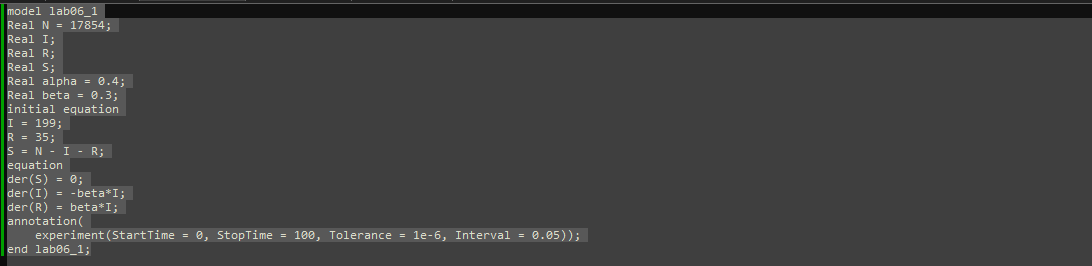 model lab06_1
Real N = 17854;
Real I;
Real R;
Real S;
Real alpha = 0.4;
Real beta = 0.3;
initial equation
I = 199;
R = 35;
S = N - I - R;
equation
der(S) = 0;
der(I) = -beta*I;
der(R) = beta*I;
annotation(
    experiment(StartTime = 0, StopTime = 100, Tolerance = 1e-6, Interval = 0.05));
end lab06_1;